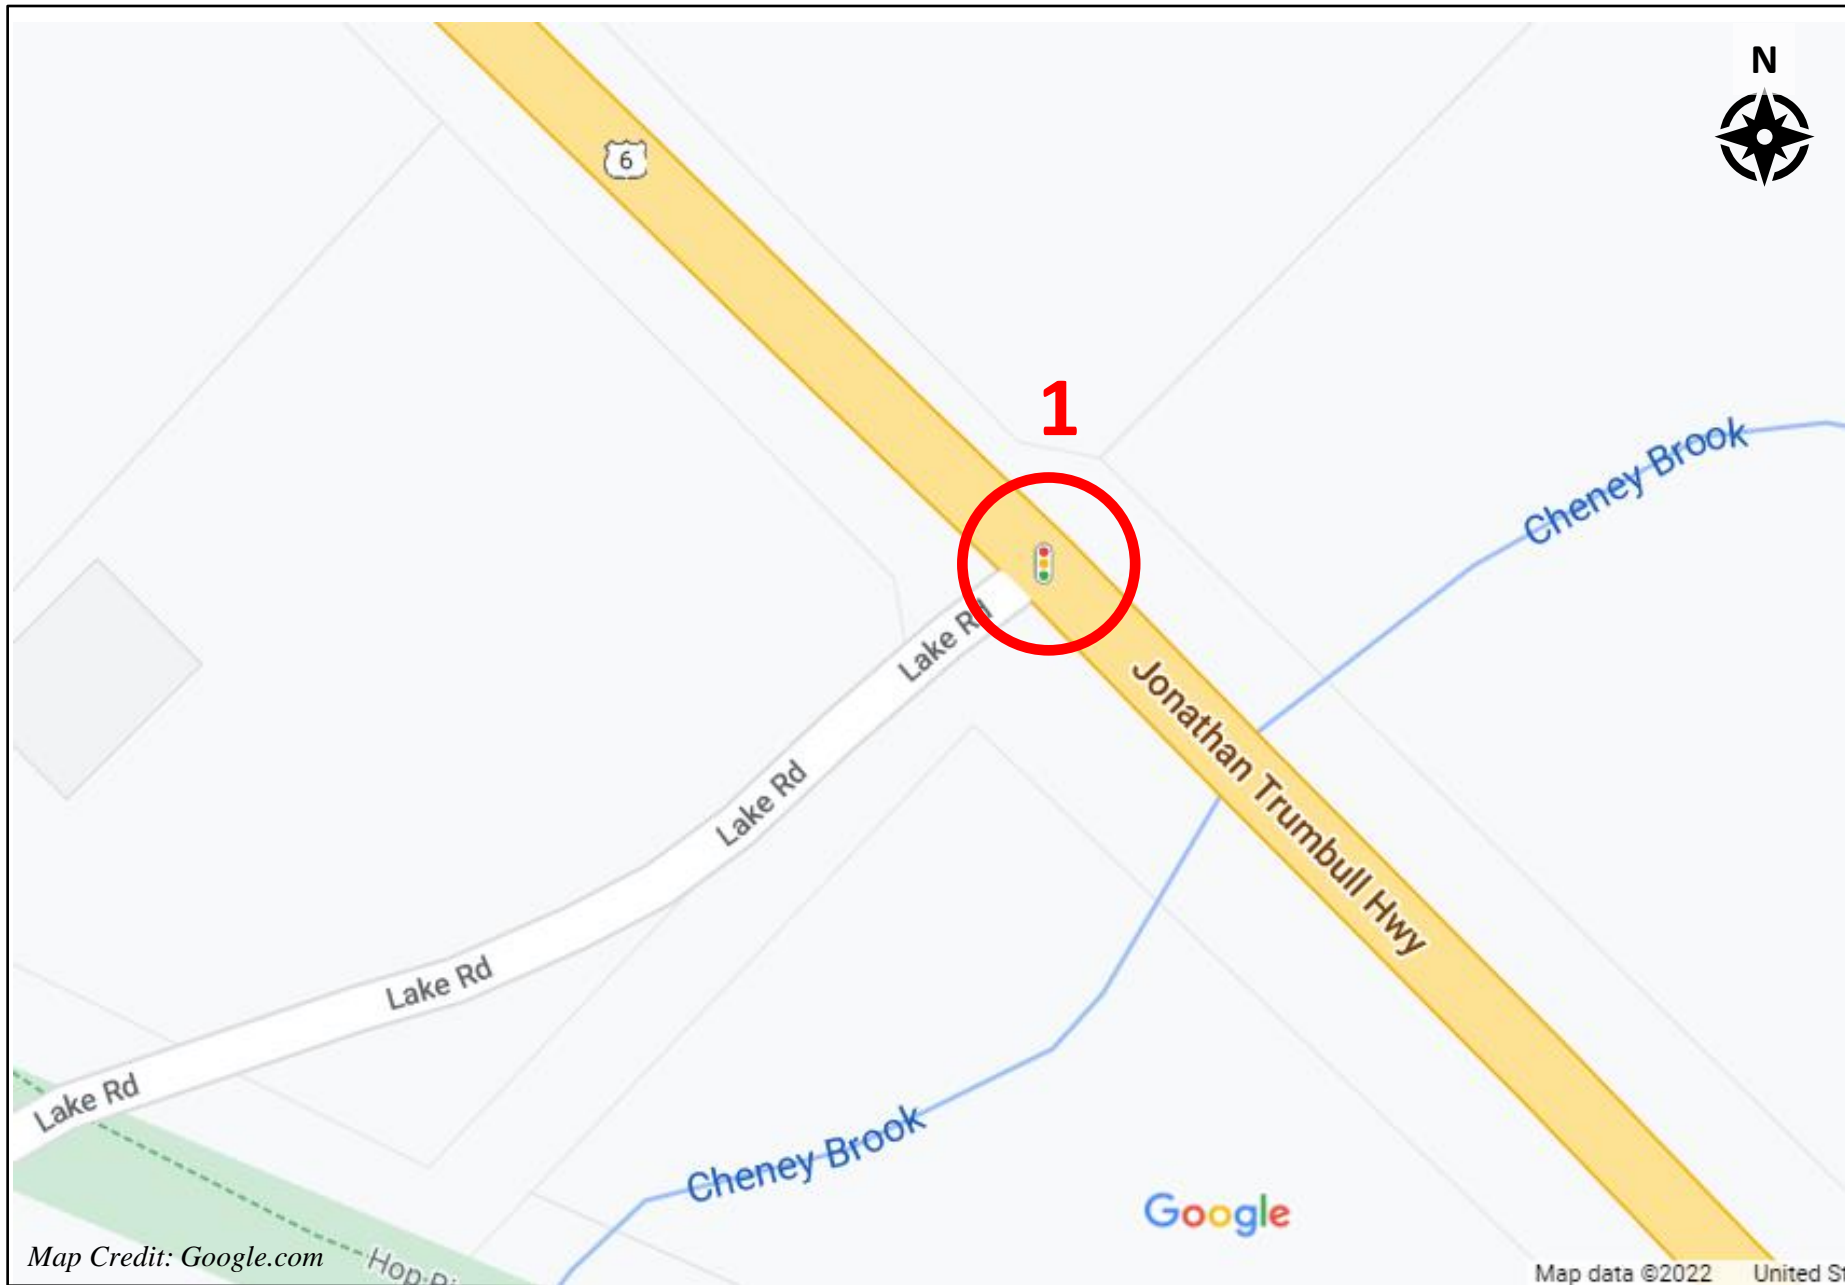 N
6
1
Cheney Brook
Lake Rd
Jonathan Trumbull Hwy
Lake Rd
Lake Rd
Lake Rd
Cheney Brook
Google
Map Credit: Google.com
Map data ©2022 United